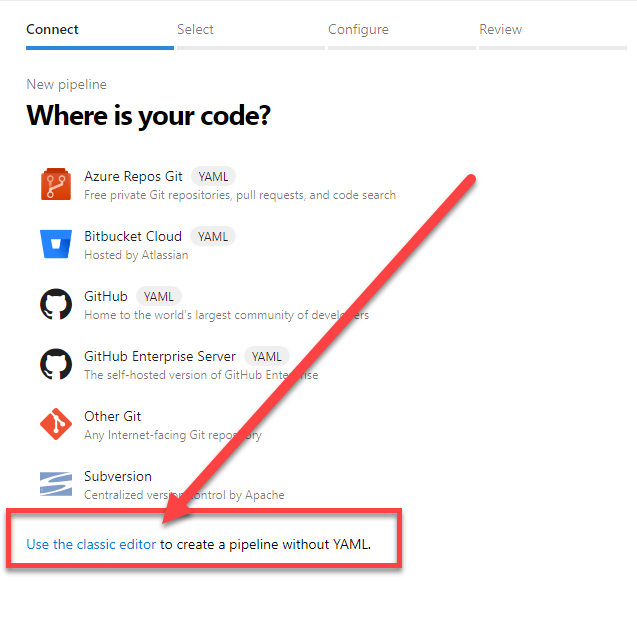 Connect Select Configure Review
New pipeline
Where is your code?
Azure Repos Git YAML
Free private Git repositories, pull requests, and code search
Bitbucket Cloud YAML
Hosted by Atlassian
GitHub YAML
Home to the world's largest community of developers
GitHub Enterprise Server YAML
The self-hosted version of GitHub Enterprise
Other Git
Any Internet-facing Git repository
Subversion
Centralized version control by Apache
Use the classic editor to create a pipeline without YAML.